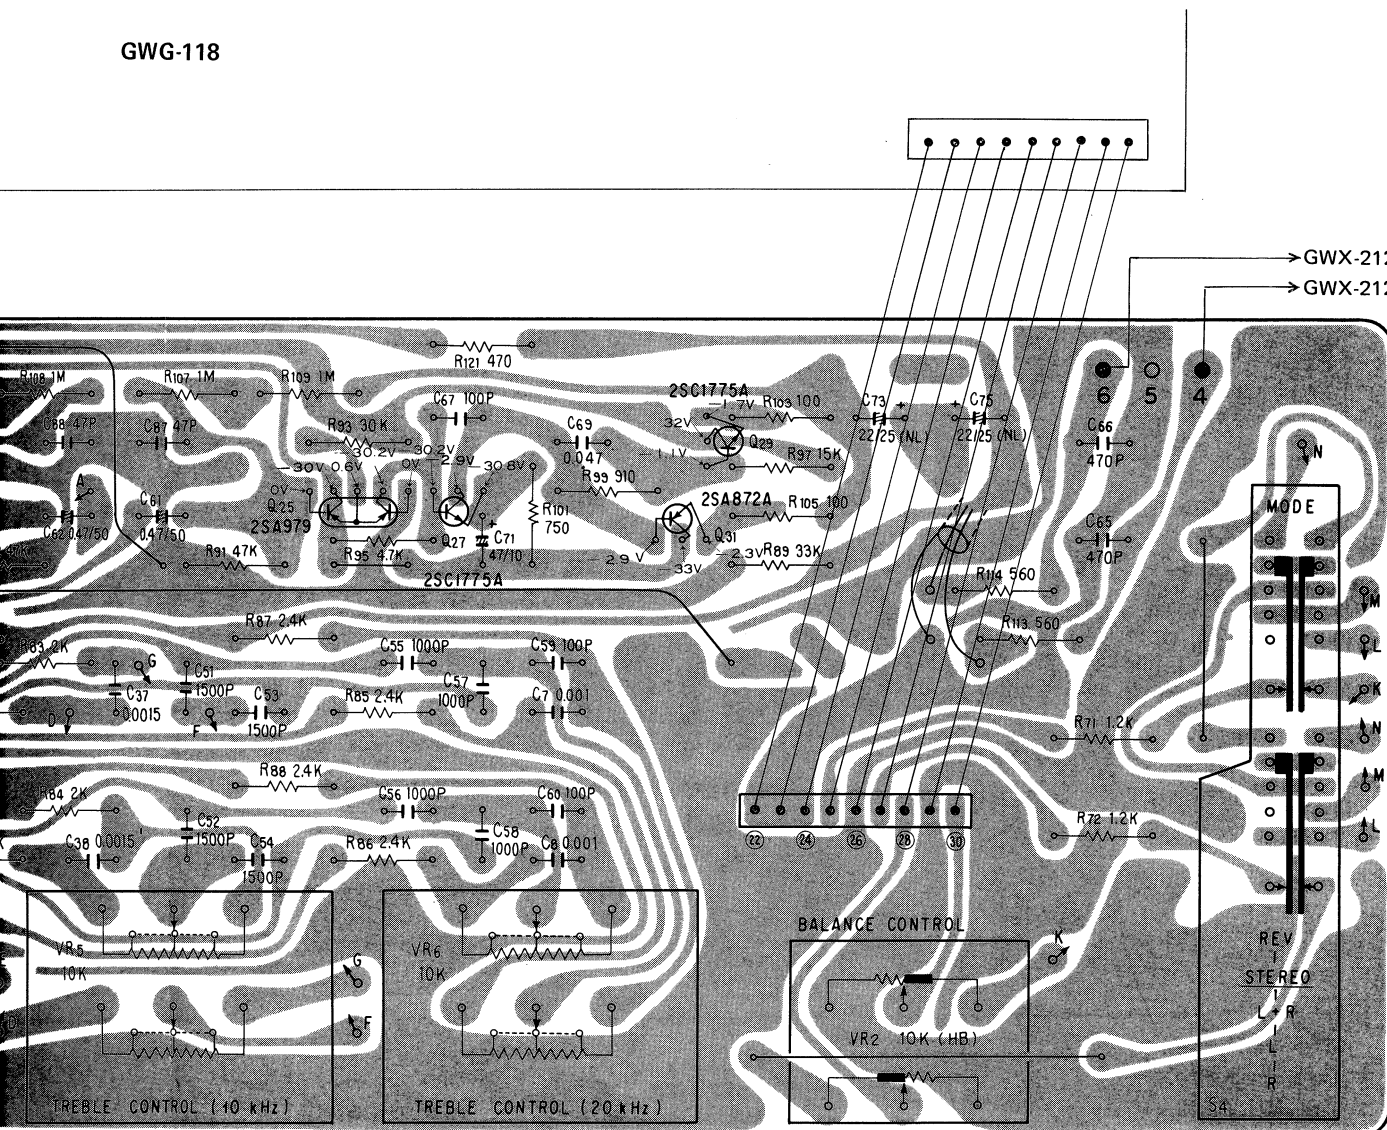 GWG-118
GWX-212
GWX-212
R121 470
R108 1M
R107 1M
R109 1M
C67 100P
2SC1775A
-1.7V
R103 100
C73
+
22/25 (NL)
+
C75
22/25 (NL)
6
5
4
C88 47P
C87 47P
R93 30K
-30V
0.6V
-30.2V
0V
-30.2V
-2.9V
-30.8V
C69
0.047
32V
Q29
-1.1V
R97 15K
C66
470P
N
A
C62 0.47/50
C61
0.47/50
0V
Q25
2SA979
R99 910
2SA872A
R105 100
R101
750
+
C71
47/10
Q27
Q31
-2.9V
-33V
-2.3V
R89 33K
C65
470P
MODE
R91 47K
R95 4.7K
2SC1775A
R114 560
R113 560
M
L
K
N
M
L
R87 2.4K
R83 2K
G
C37
0.0015
C51
1500P
C53
1500P
D
F
C55 1000P
C57
1000P
C59 100P
R85 2.4K
C7 0.001
R71 1.2K
R88 2.4K
R84 2K
C56 1000P
C60 100P
C38 0.0015
C52
1500P
C54
1500P
R86 2.4K
C58
1000P
C8 0.001
22
24
26
28
30
R72 1.2K
BALANCE CONTROL
K
VR5
10K
G
F
VR6
10K
VR2 10K (HB)
REV
STEREO
L+R
L
R
S4
TREBLE CONTROL (10 kHz)
TREBLE CONTROL (20 kHz)